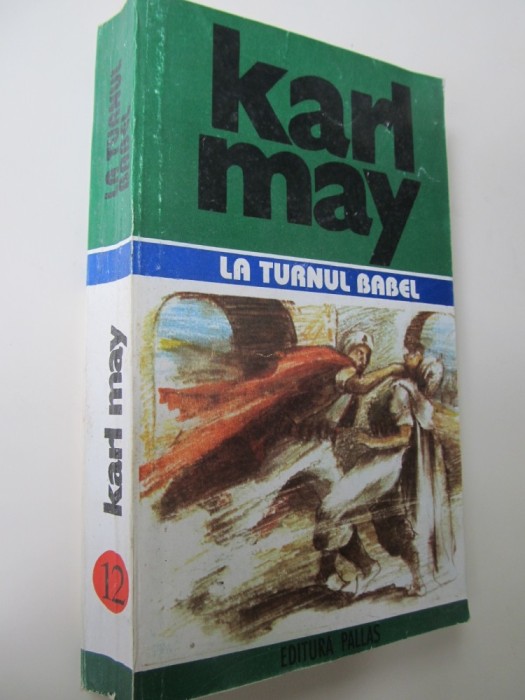 karl
may
LA TURNUL BABEL
EDITURA PALLAS
LA TURNUL
BABEL
karl may
12